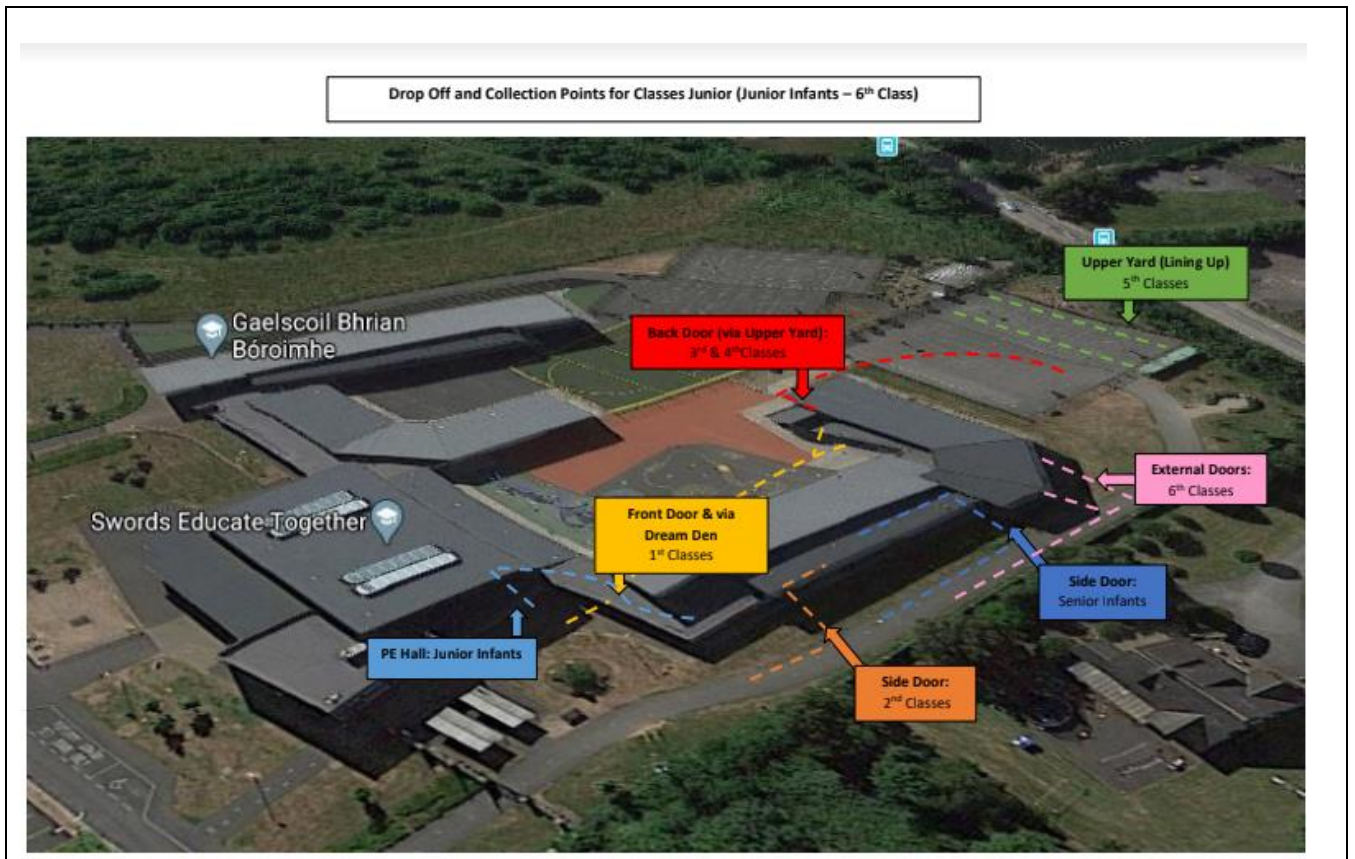 Drop Off and Collection Points for Classes Junior (Junior Infants – 6th Class)
Upper Yard (Lining Up)
5th Classes
Gaelscoil Bhrian
Bóroimhe
Back Door (via Upper Yard):
3rd & 4thClasses
External Doors:
6th Classes
Swords Educate Together
Front Door & via
Dream Den
1st Classes
Side Door:
Senior Infants
PE Hall: Junior Infants
Side Door:
2nd Classes